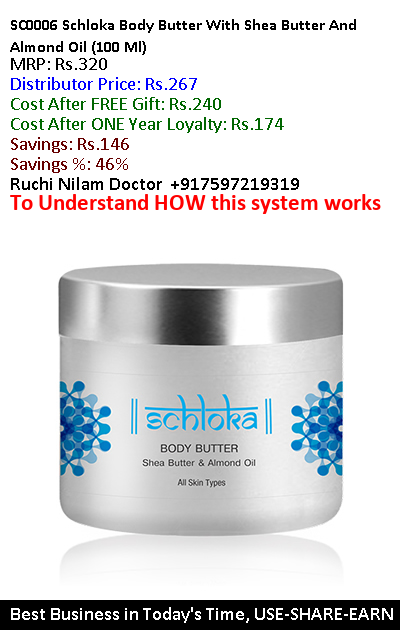 SC0006 Schloka Body Butter With Shea Butter And
Almond Oil (100 Ml)
MRP: Rs.320
Distributor Price: Rs.267
Cost After FREE Gift: Rs.240
Cost After ONE Year Loyalty: Rs.174
Savings: Rs.146
Savings %: 46%
Ruchi Nilam Doctor +917597219319
To Understand HOW this system works
|| schloka ||
BODY BUTTER
Shea Butter & Almond Oil
All Skin Types
Best Business in Today's Time, USE-SHARE-EARN